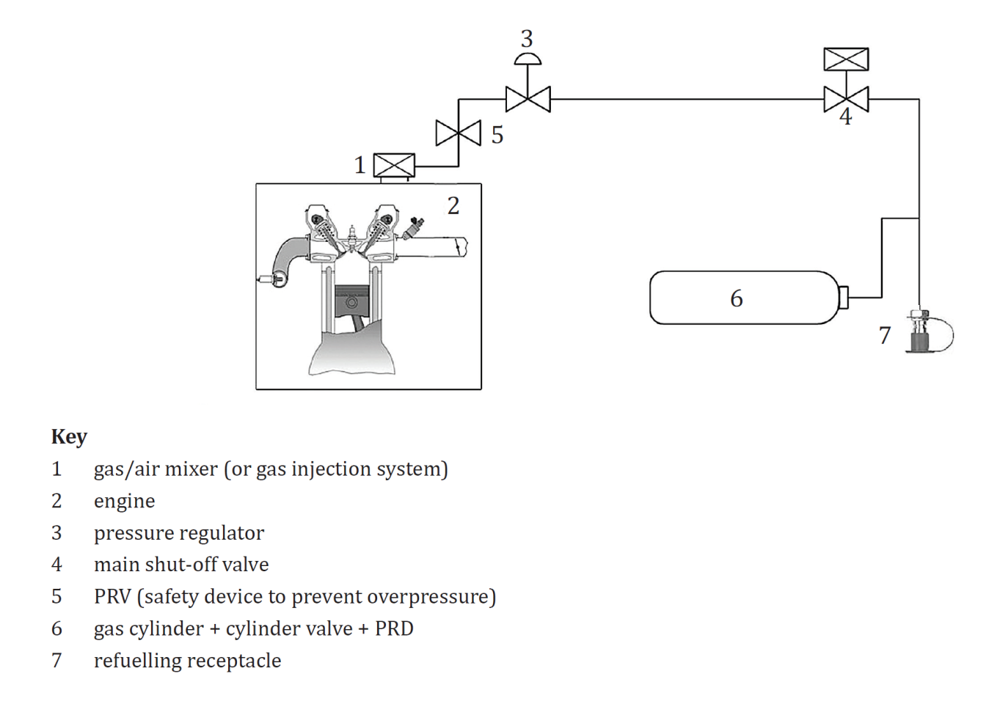 3
4
5
1
2
6
7
Key
1 gas/air mixer (or gas injection system)
2 engine
3 pressure regulator
4 main shut-off valve
5 PRV (safety device to prevent overpressure)
6 gas cylinder + cylinder valve + PRD
7 refuelling receptacle